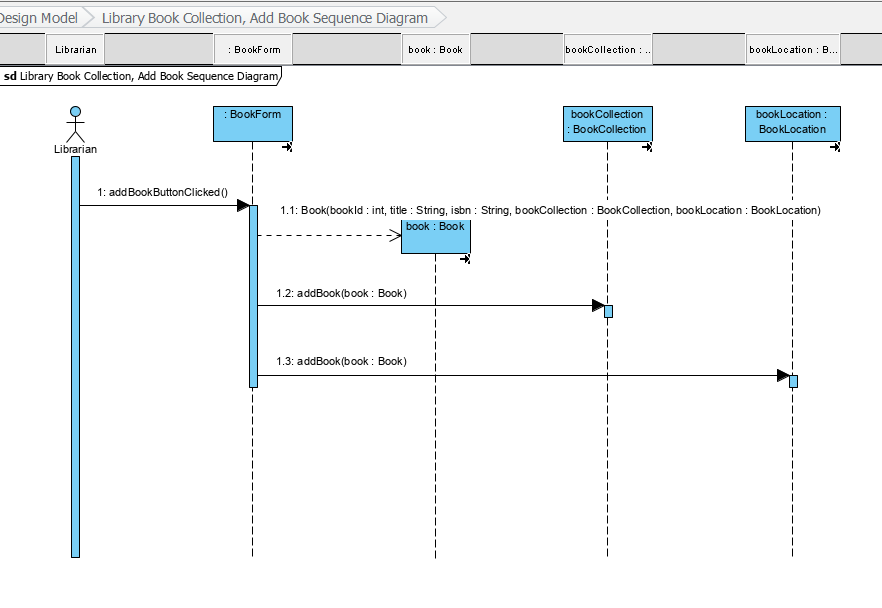 Design Model
Library Book Collection, Add Book Sequence Diagram
Librarian
: BookForm
book : Book
bookCollection : ..
bookLocation : B...
sd Library Book Collection, Add Book Sequence Diagram
: BookForm
bookCollection
: BookCollection
bookLocation :
BookLocation
Librarian
1: addBookButtonClicked()
1.1: Book(bookId : int, title : String, isbn : String, bookCollection : BookCollection, bookLocation : BookLocation)
book : Book
1.2: addBook(book : Book)
1.3: addBook(book : Book)